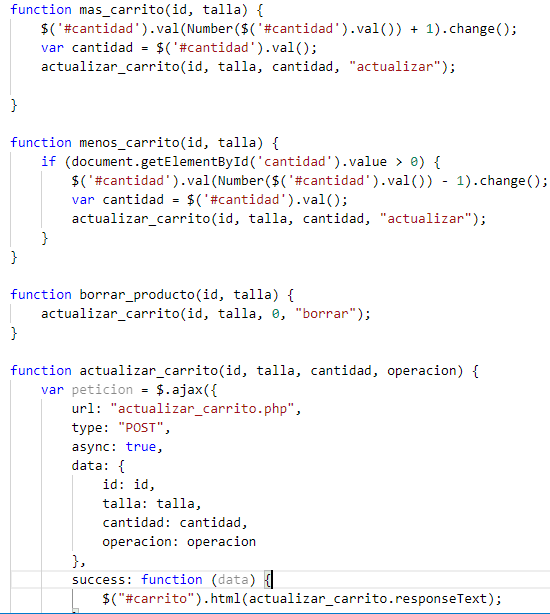 function mas_carrito(id, talla) {
$('#cantidad').val(Number($('#cantidad').val()) + 1).change();
var cantidad = $('#cantidad').val();
actualizar_carrito(id, talla, cantidad, "actualizar");
}
function menos_carrito(id, talla) {
if (document.getElementById('cantidad').value > 0) {
$('#cantidad').val(Number($('#cantidad').val()) - 1).change();
var cantidad = $('#cantidad').val();
actualizar_carrito(id, talla, cantidad, "actualizar");
}
}
function borrar_producto(id, talla) {
actualizar_carrito(id, talla, 0, "borrar");
}
function actualizar_carrito(id, talla, cantidad, operacion) {
var peticion = $.ajax({
url: "actualizar_carrito.php",
type: "POST",
async: true,
data: {
id: id,
talla: talla,
cantidad: cantidad,
operacion: operacion
},
success: function (data) {
$("#carrito").html(actualizar_carrito.responseText);